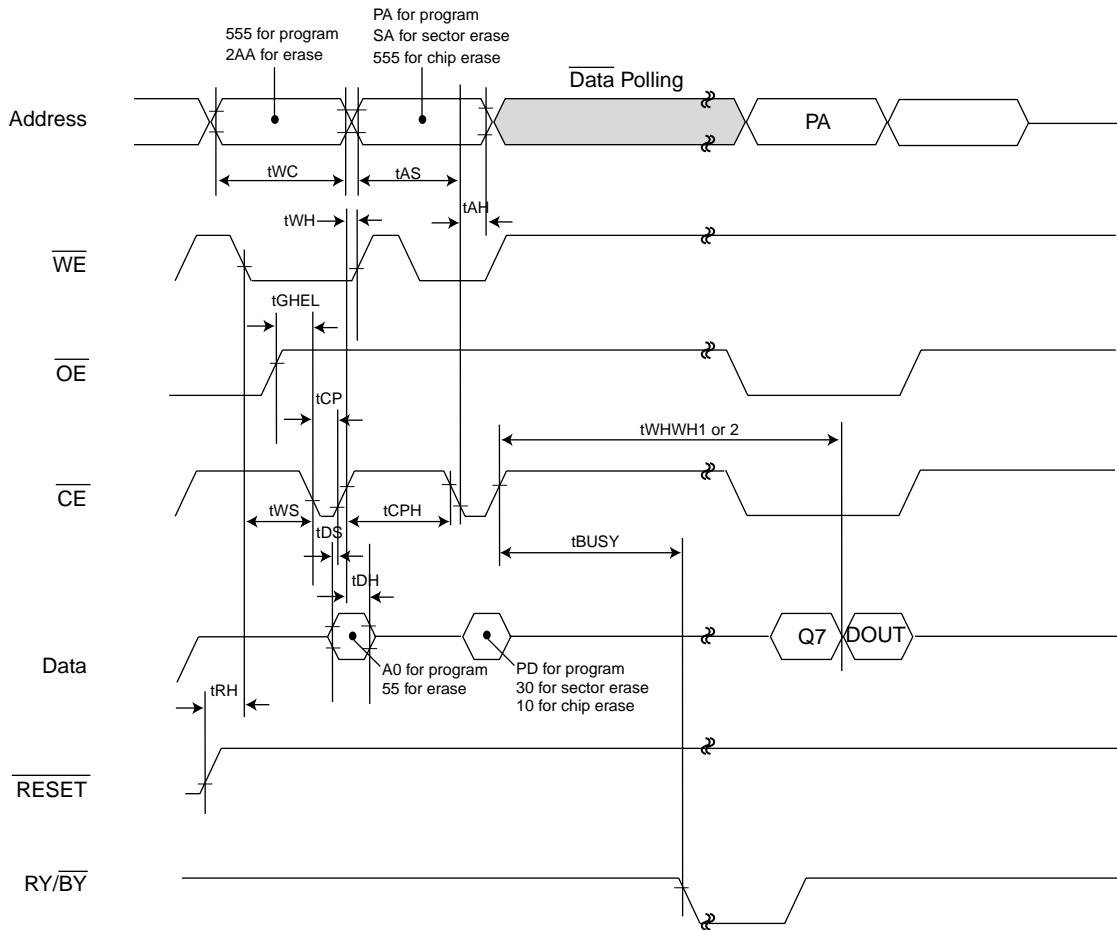 555 for program
2AA for erase
PA for program
SA for sector erase
555 for chip erase
Data Polling
Address
PA
tWC
tAS
tWH
tAH
WE
tGHEL
OE
tCP
tWHWH1 or 2
CE
tWS
tCPH
tDS
tBUSY
tDH
Data
Q7
DOUT
A0 for program
55 for erase
PD for program
30 for sector erase
10 for chip erase
tRH
RESET
RY/BY